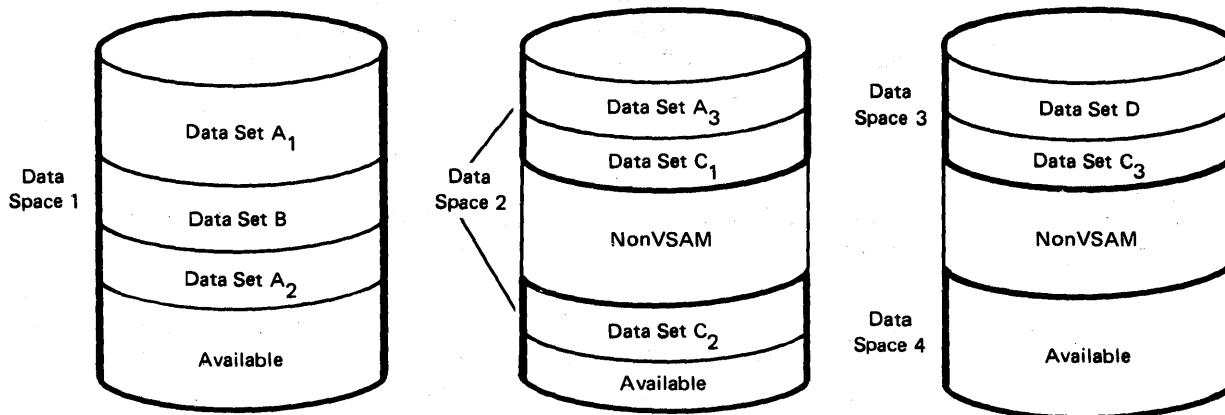 Data
Space 1
Data Set A1
Data Set B
Data Set A2
Available
Data
Space 2
Data Set A3
Data Set C1
NonVSAM
Data Set C2
Available
Data
Space 3
Data Set D
Data Set C3
NonVSAM
Data
Space 4
Available